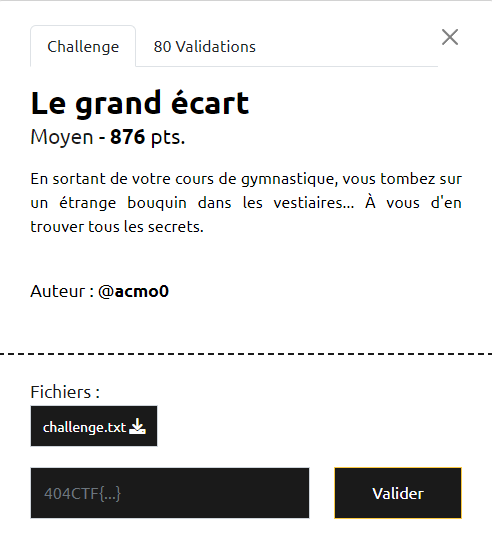 Challenge
80 Validations
Le grand écart
Moyen - 876 pts.
En sortant de votre cours de gymnastique, vous tombez sur
un étrange bouquin dans les vestiaires... À vous d'en
trouver tous les secrets.
Auteur : @acmo0
Fichiers :
challenge.txt
404CTF{...}
Valider